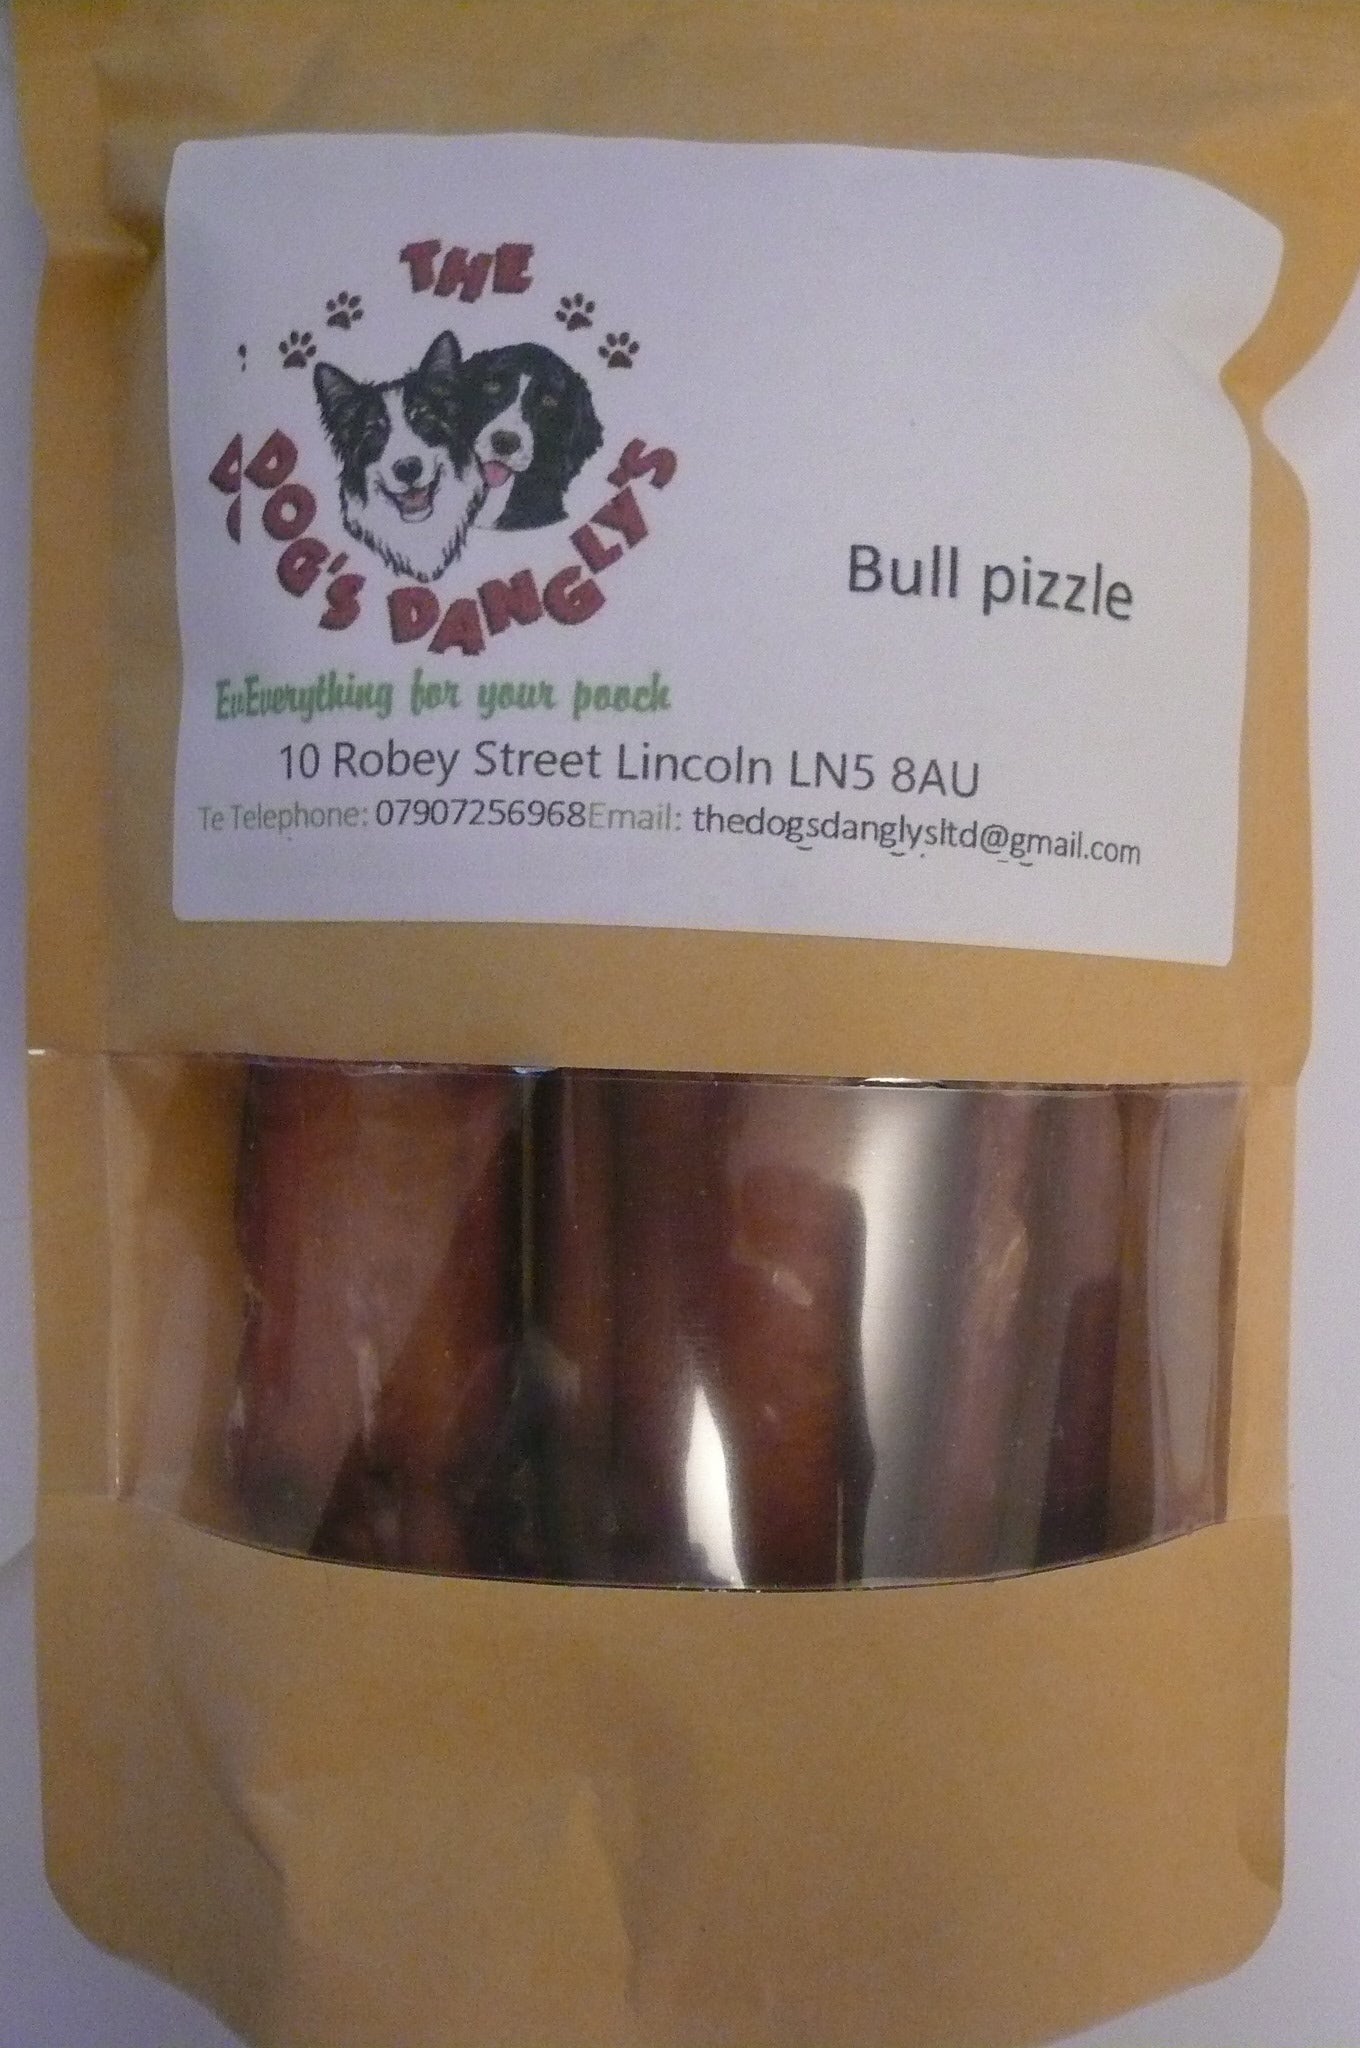 THE
DOG'S DANGLY'S
EvEverything for your pooch
Bull pizzle
10 Robey Street Lincoln LN5 8AU
Te Telephone: 07907256968Email: thedogsdanglysltd@gmail.com